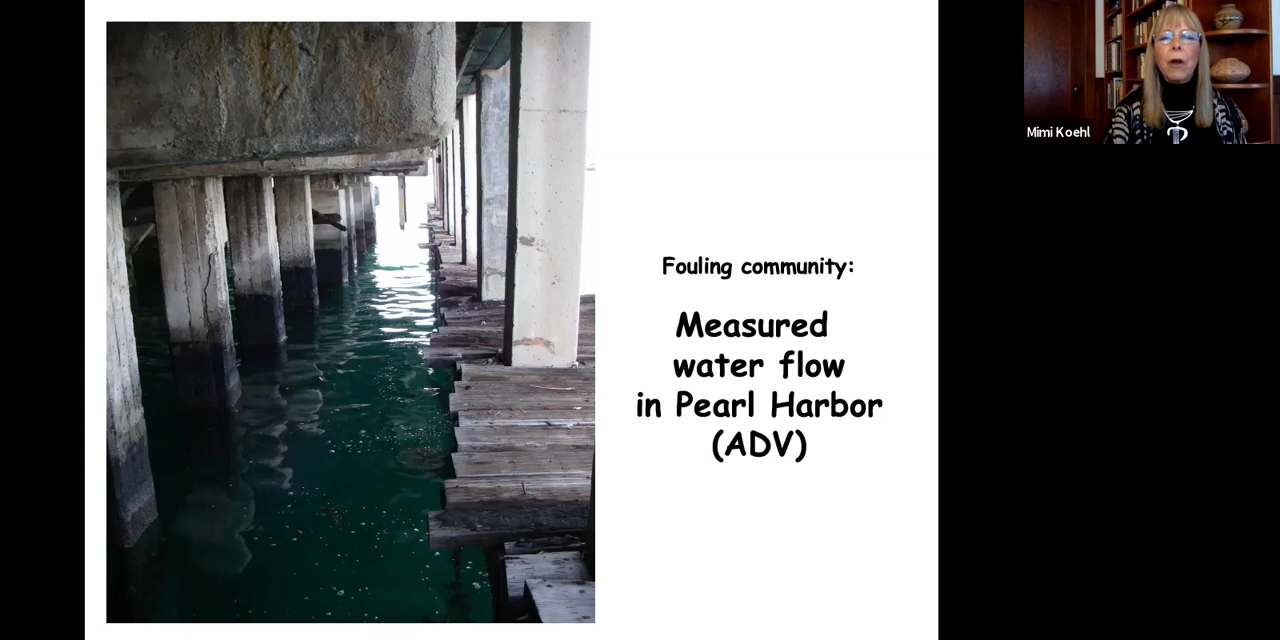 Fouling community:
Measured
water flow
in Pearl Harbor
(ADV)
Mimi Koehl